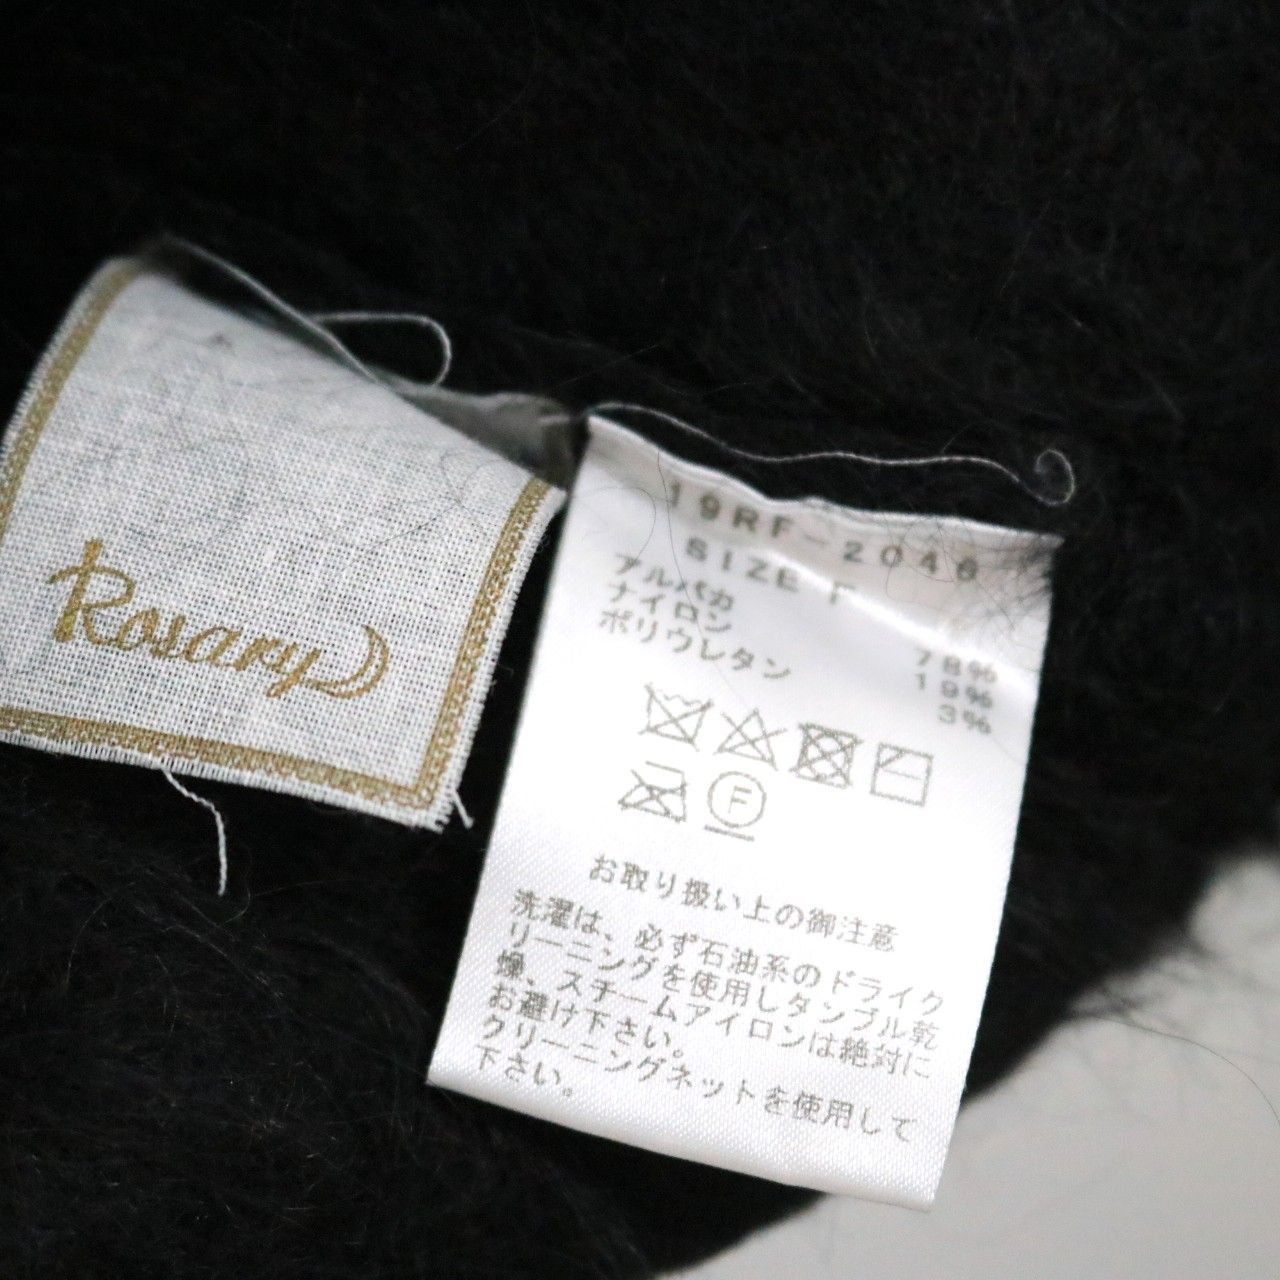 Rosary
19RF-2046
SIZE F
アルパカ 78%
ナイロン 19%
ポリウレタン 3%
F
お取り扱い上の御注意
洗濯は、必ず石油系のドライク
リーニングを使用しタンブル乾
燥、スチームアイロンは絶対に
お避け下さい。
クリーニングネットを使用して
下さい。